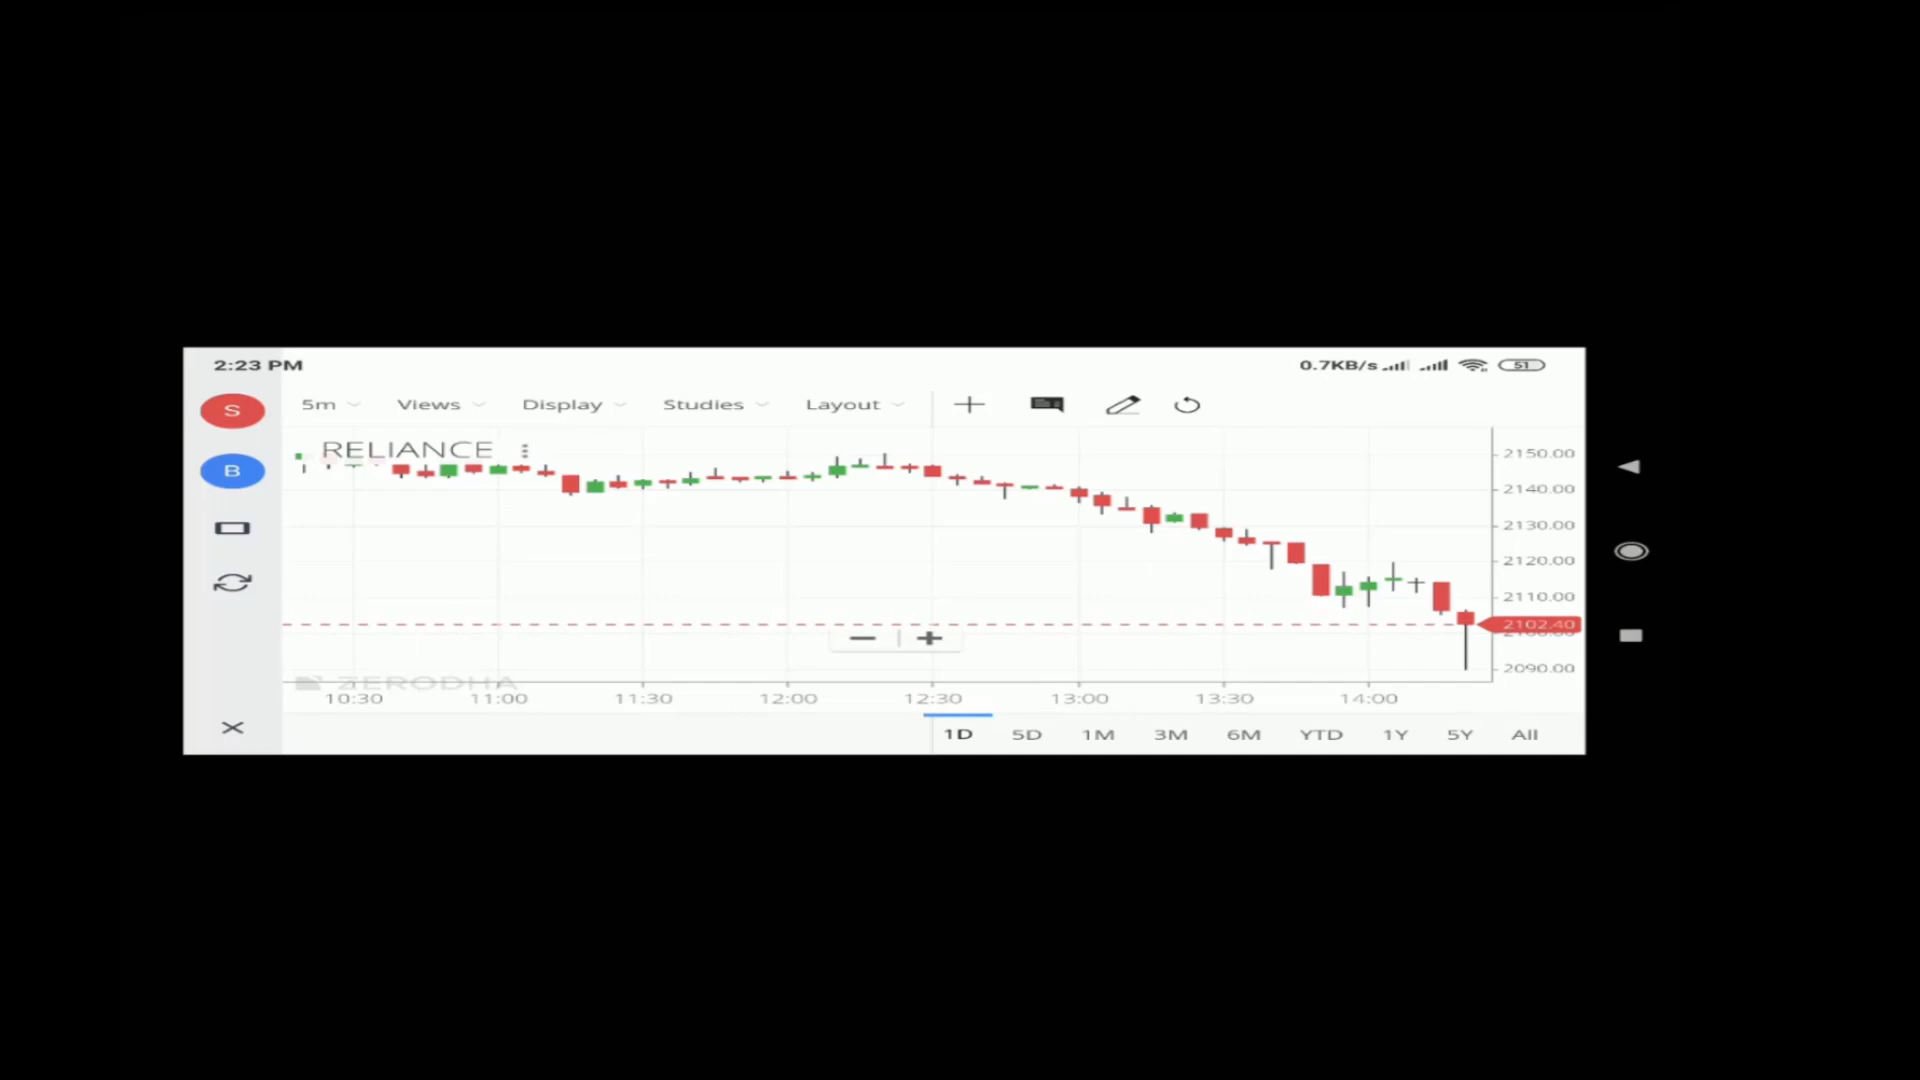 2:23 PM
0.7KB/s
51
S
5m Views Display Studies Layout
RELIANCE
B
2150.00
2140.00
2130.00
2120.00
2110.00
2102.40
2090.00
ZERODHA
10:30 11:00 11:30 12:00 12:30 13:00 13:30 14:00
1D 5D 1M 3M 6M YTD 1Y 5Y All